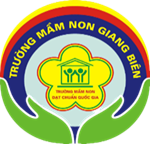 TRƯỜNG MẦM NON GIANG BIÊN
TRƯỜNG MẦM NON
ĐẠT CHUẨN QUỐC GIA